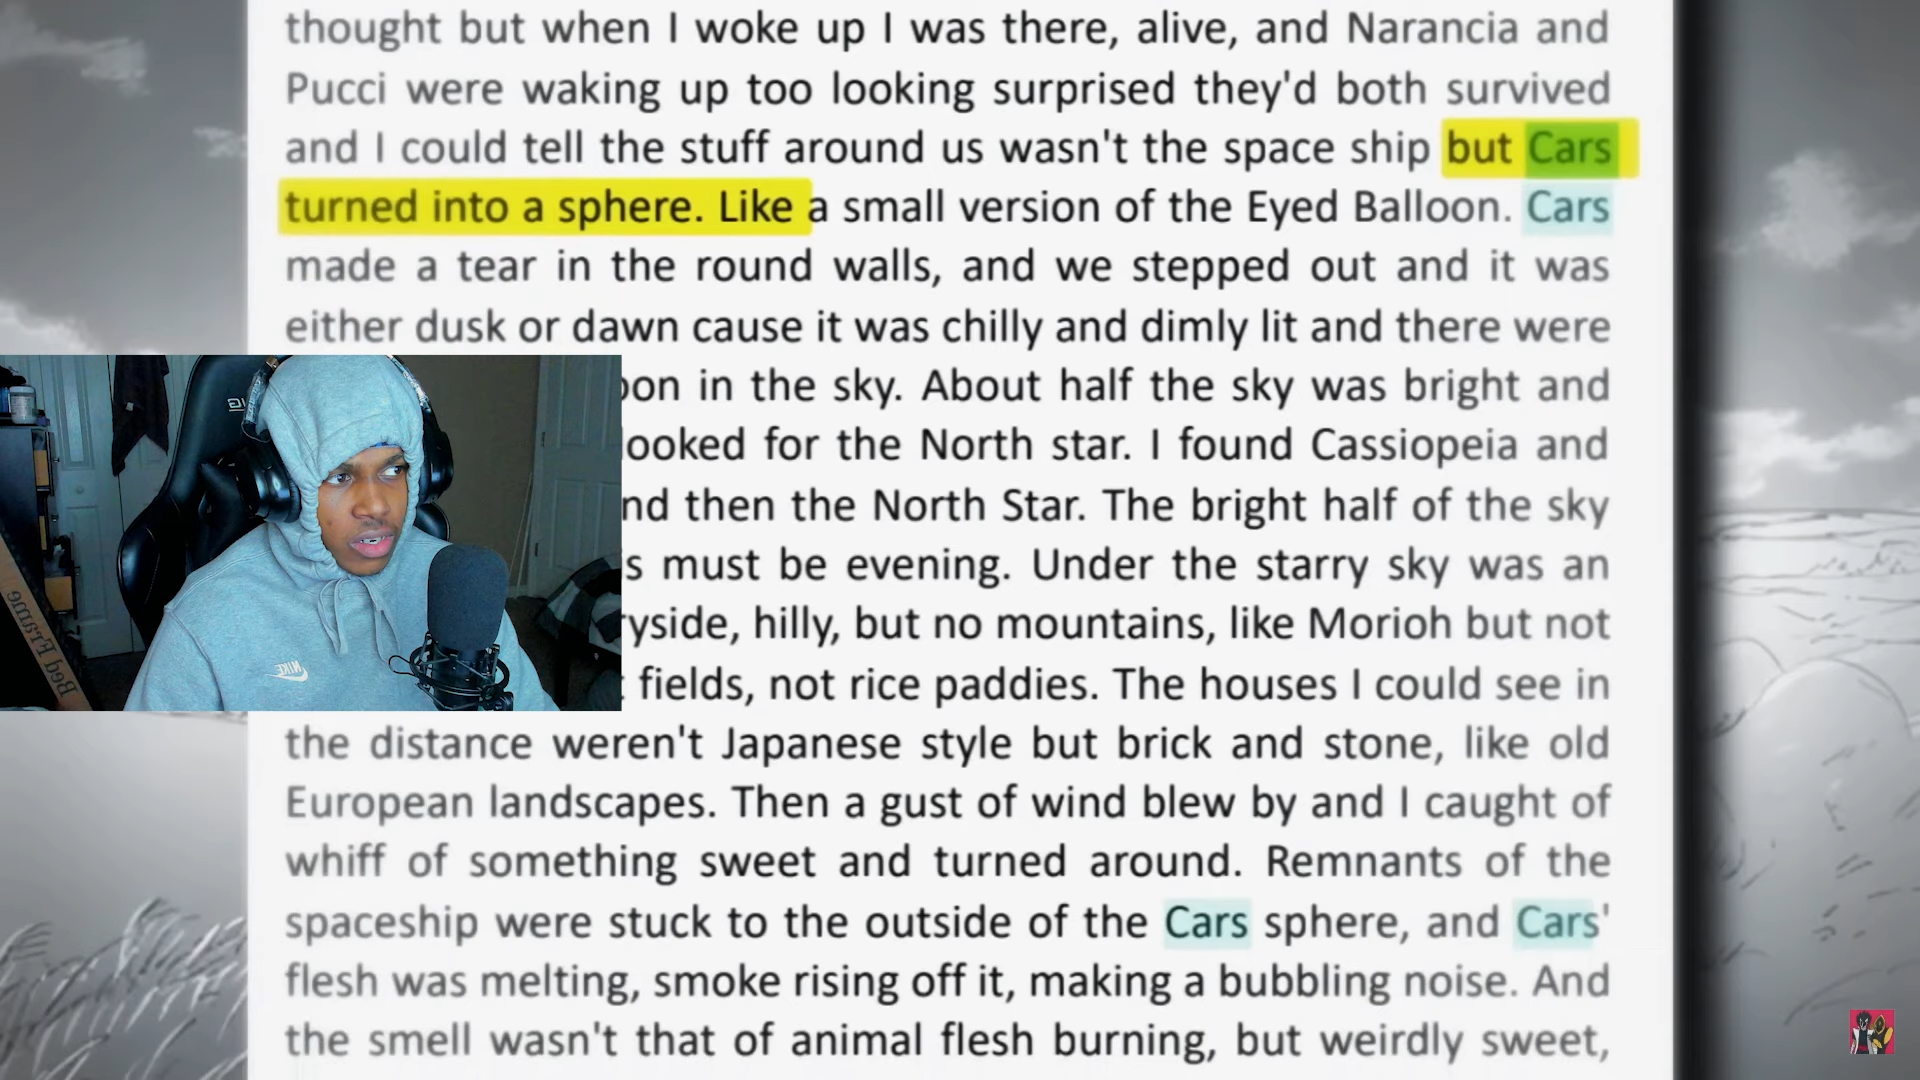 thought but when I woke up I was there, alive, and Narancia and
Pucci were waking up too looking surprised they'd both survived
and I could tell the stuff around us wasn't the space ship but Cars
turned into a sphere. Like a small version of the Eyed Balloon. Cars
made a tear in the round walls, and we stepped out and it was
either dusk or dawn cause it was chilly and dimly lit and there were
in the sky. About half the sky was bright and
looked for the North star. I found Cassiopeia and
then the North Star. The bright half of the sky
must be evening. Under the starry sky was an
hilly, but no mountains, like Morioh but not
fields, not rice paddies. The houses I could see in
the distance weren't Japanese style but brick and stone, like old
European landscapes. Then a gust of wind blew by and I caught of
whiff of something sweet and turned around. Remnants of the
spaceship were stuck to the outside of the Cars sphere, and Cars'
flesh was melting, smoke rising off it, making a bubbling noise. And
the smell wasn't that of animal flesh burning, but weirdly sweet,
NIKE
Bed Frame